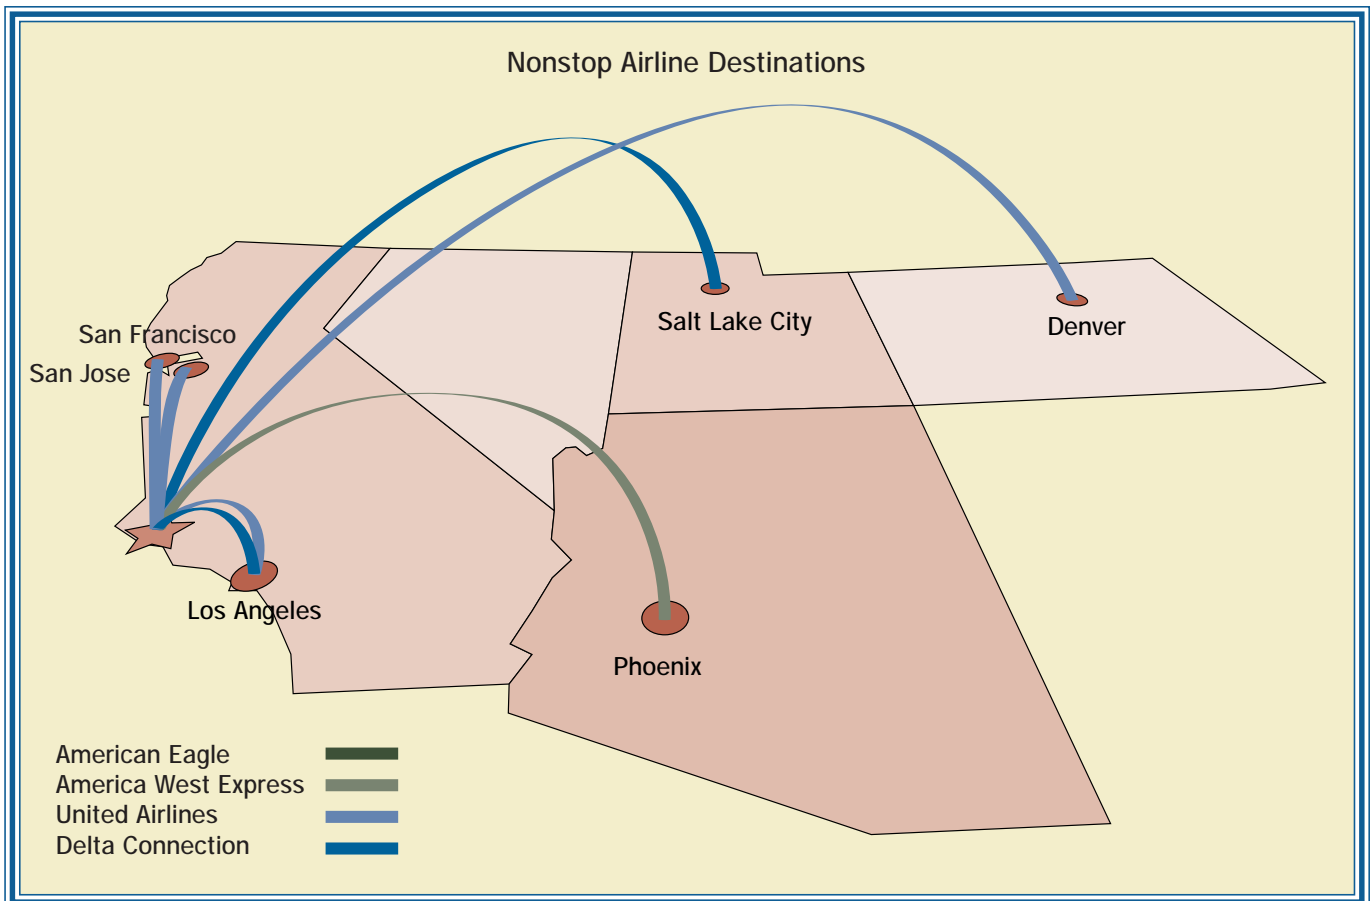 Nonstop Airline Destinations
San Francisco
San Jose
Salt Lake City
Denver
Los Angeles
Phoenix
American Eagle
America West Express
United Airlines
Delta Connection